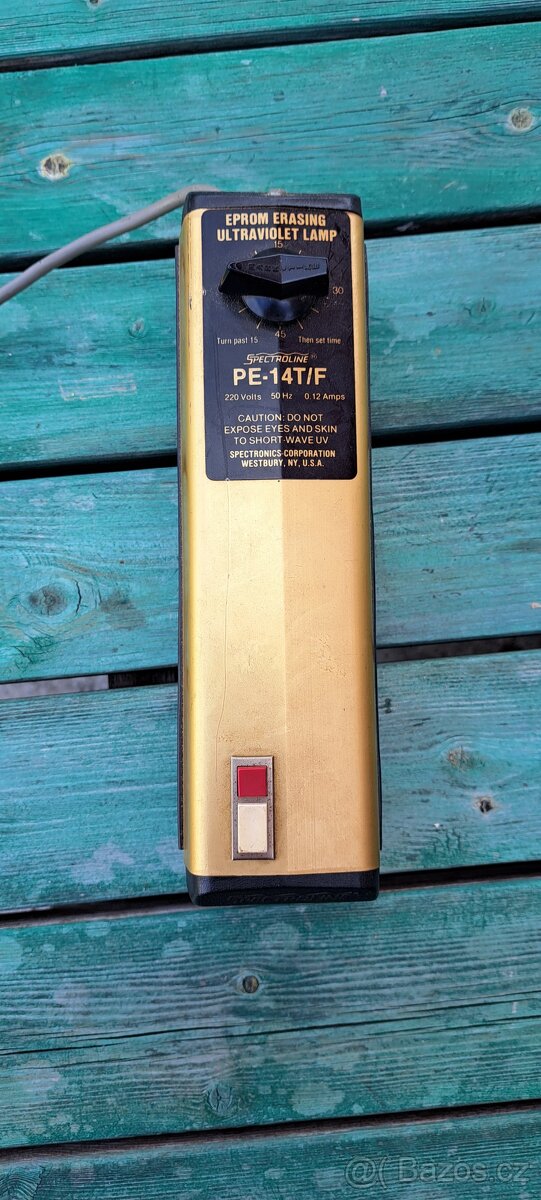 EPROM ERASING
ULTRAVIOLET LAMP
15
30
45
Turn past 15 Then set time
SPECTROLINE®
PE-14T/F
220 Volts 50 Hz 0.12 Amps
CAUTION: DO NOT
EXPOSE EYES AND SKIN
TO SHORT-WAVE UV
SPECTRONICS CORPORATION
WESTBURY, NY, U.S.A.
@ Bazos.cz